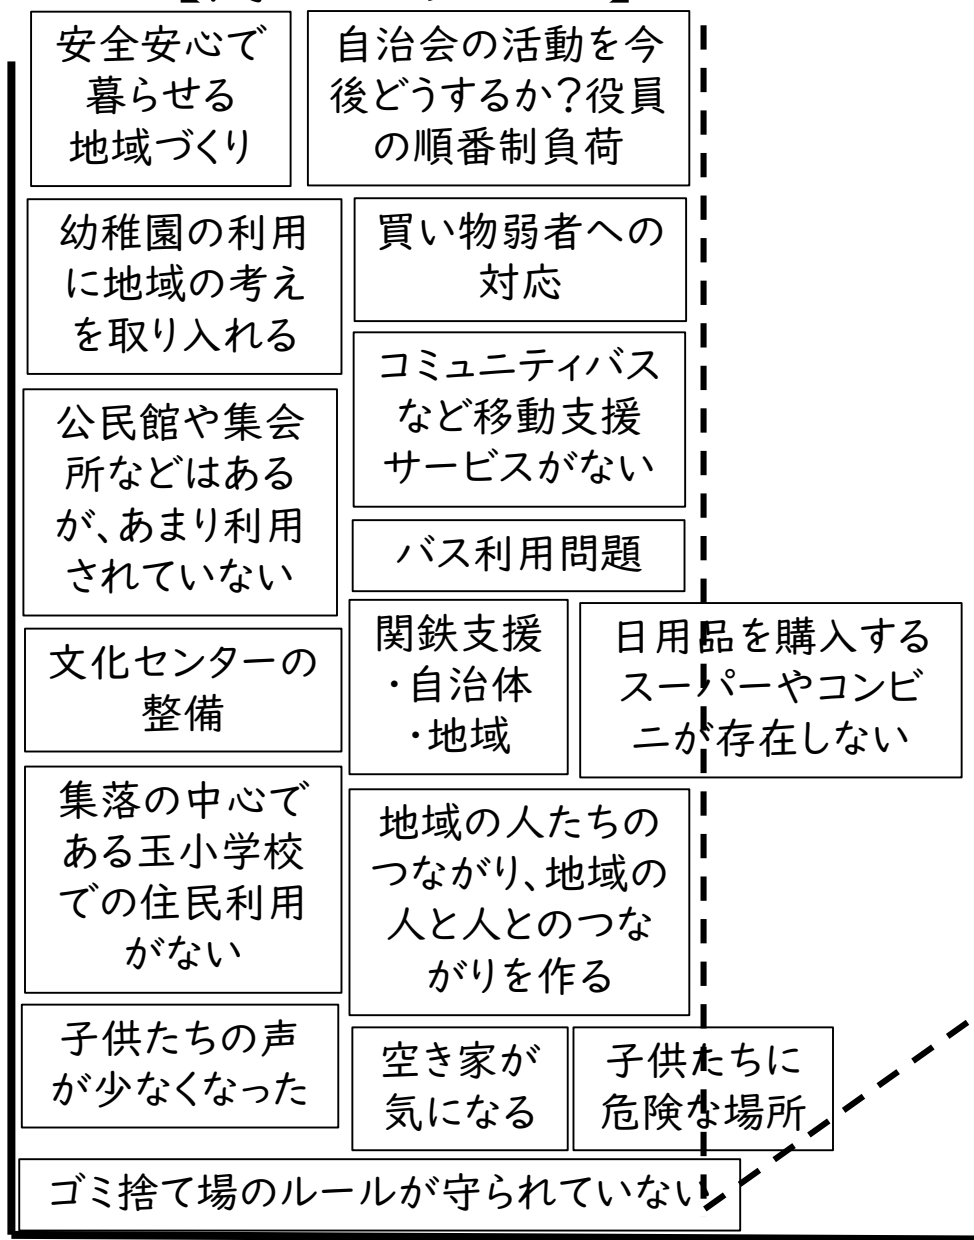 安全安心で
暮らせる
地域づくり
自治会の活動を今
後どうするか?役員
の順番制負荷
幼稚園の利用
に地域の考え
を取り入れる
買い物弱者への
対応
コミュニティバス
など移動支援
サービスがない
公民館や集会
所などはある
が、あまり利用
されていない
バス利用問題
文化センターの
整備
関鉄支援
・自治体
・地域
日用品を購入する
スーパーやコンビ
ニが存在しない
集落の中心で
ある玉小学校
での住民利用
がない
地域の人たちの
つながり、地域の
人と人とのつな
がりを作る
子供たちの声
が少なくなった
空き家が
気になる
子供たちに
危険な場所
ゴミ捨て場のルールが守られていない